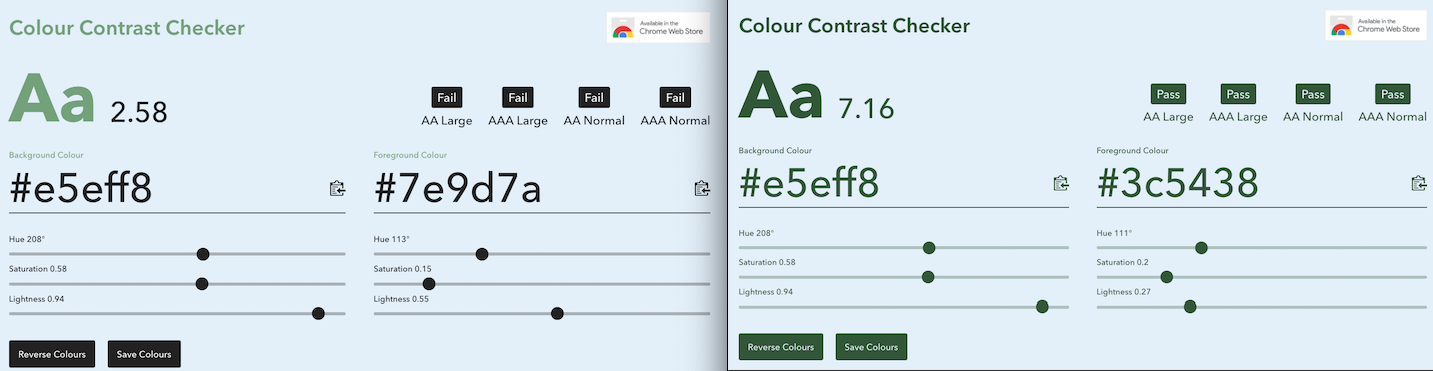 Colour Contrast Checker
Available in the
Chrome Web Store
Aa 2.58
Fail Fail Fail Fail
AA Large AAA Large AA Normal AAA Normal
Background Colour Foreground Colour
#e5eff8 #7e9d7a
Hue 208° Hue 113°
Saturation 0.58 Saturation 0.15
Lightness 0.94 Lightness 0.55
Reverse Colours Save Colours
Colour Contrast Checker
Available in the
Chrome Web Store
Aa 7.16
Pass Pass Pass Pass
AA Large AAA Large AA Normal AAA Normal
Background Colour Foreground Colour
#e5eff8 #3c5438
Hue 208° Hue 111°
Saturation 0.58 Saturation 0.2
Lightness 0.94 Lightness 0.27
Reverse Colours Save Colours